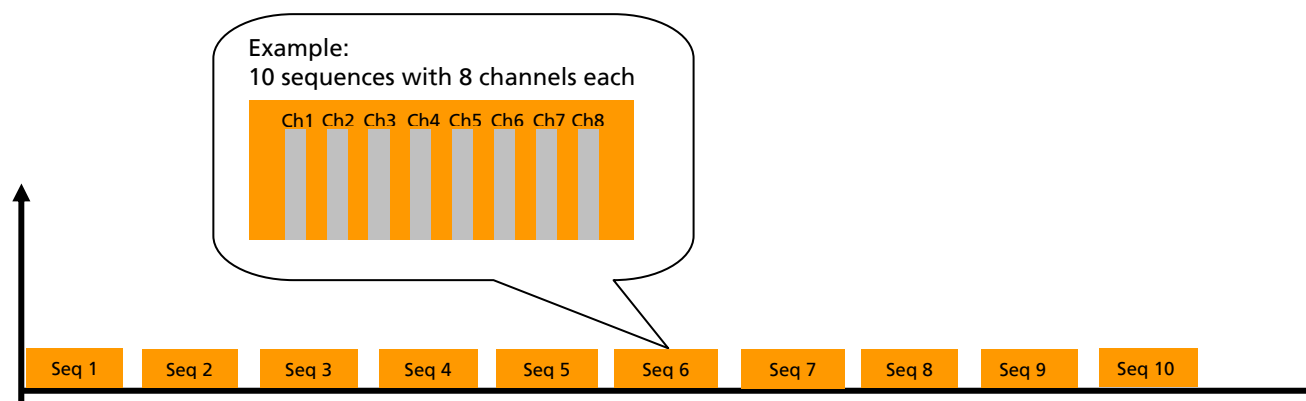 Example:
10 sequences with 8 channels each
Ch1 Ch2 Ch3 Ch4 Ch5 Ch6 Ch7 Ch8
Seq 1 Seq 2 Seq 3 Seq 4 Seq 5 Seq 6 Seq 7 Seq 8 Seq 9 Seq 10